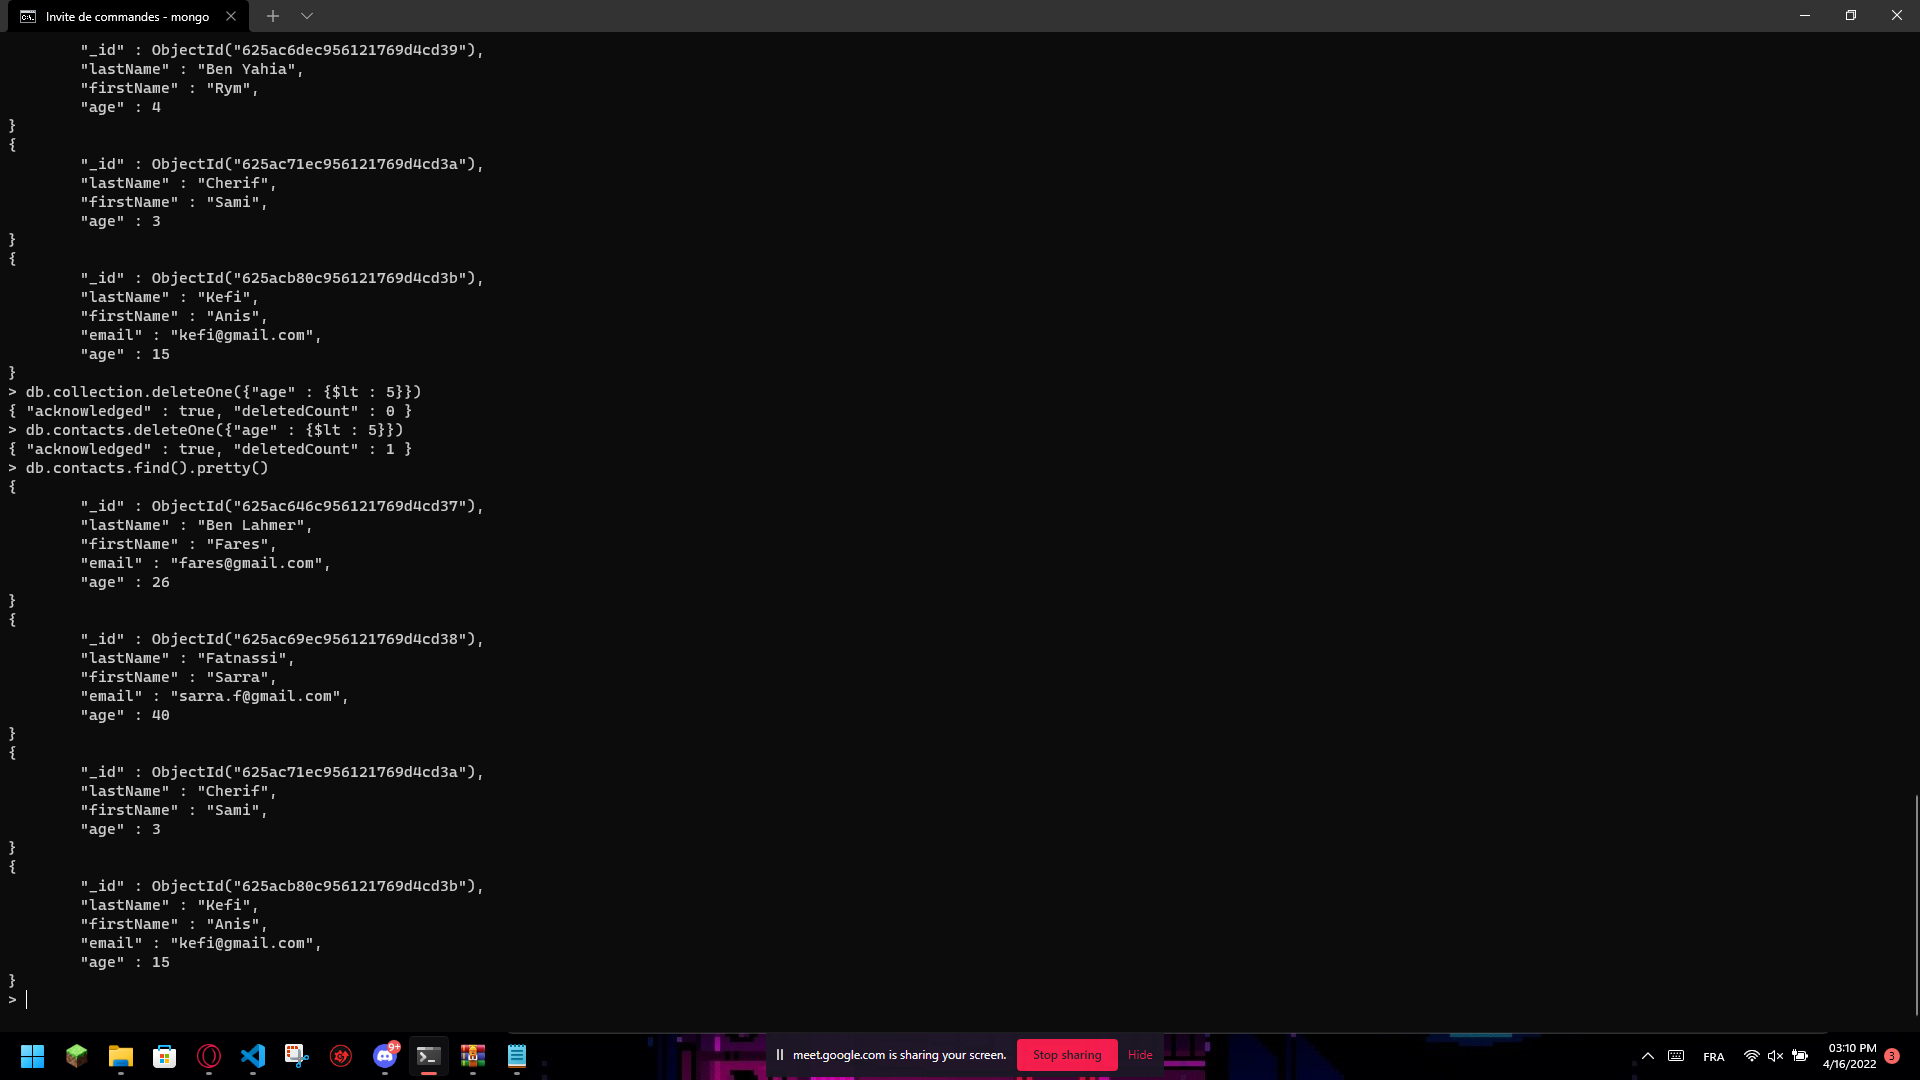 Invite de commandes - mongo
"_id" : ObjectId("625ac6dec956121769d4cd39"),
"lastName" : "Ben Yahia",
"firstName" : "Rym",
"age" : 4
}
{
"_id" : ObjectId("625ac71ec956121769d4cd3a"),
"lastName" : "Cherif",
"firstName" : "Sami",
"age" : 3
}
{
"_id" : ObjectId("625acb80c956121769d4cd3b"),
"lastName" : "Kefi",
"firstName" : "Anis",
"email" : "kefi@gmail.com",
"age" : 15
}
> db.collection.deleteOne({"age" : {$lt : 5}})
{ "acknowledged" : true, "deletedCount" : 0 }
> db.contacts.deleteOne({"age" : {$lt : 5}})
{ "acknowledged" : true, "deletedCount" : 1 }
> db.contacts.find().pretty()
{
"_id" : ObjectId("625ac646c956121769d4cd37"),
"lastName" : "Ben Lahmer",
"firstName" : "Fares",
"email" : "fares@gmail.com",
"age" : 26
}
{
"_id" : ObjectId("625ac69ec956121769d4cd38"),
"lastName" : "Fatnassi",
"firstName" : "Sarra",
"email" : "sarra.f@gmail.com",
"age" : 40
}
{
"_id" : ObjectId("625ac71ec956121769d4cd3a"),
"lastName" : "Cherif",
"firstName" : "Sami",
"age" : 3
}
{
"_id" : ObjectId("625acb80c956121769d4cd3b"),
"lastName" : "Kefi",
"firstName" : "Anis",
"email" : "kefi@gmail.com",
"age" : 15
}
>
9+
meet.google.com is sharing your screen. Stop sharing Hide
FRA
03:10 PM
4/16/2022
3